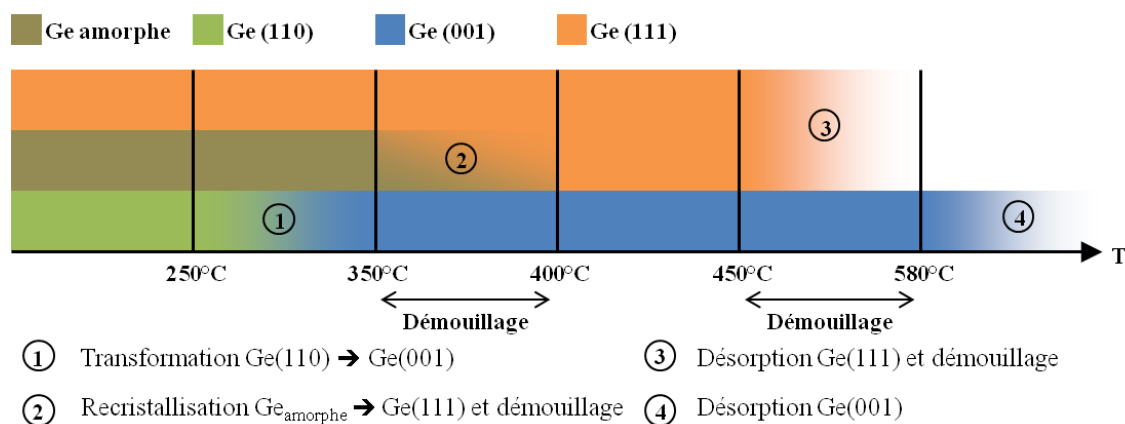 Ge amorphe Ge (110) Ge (001) Ge (111)
3
2
1
4
T
250°C 350°C 400°C 450°C 580°C
Démouillage Démouillage
1 Transformation Ge(110) → Ge(001)
3 Désorption Ge(111) et démouillage
2 Recristallisation Ge_amorphe → Ge(111) et démouillage
4 Désorption Ge(001)